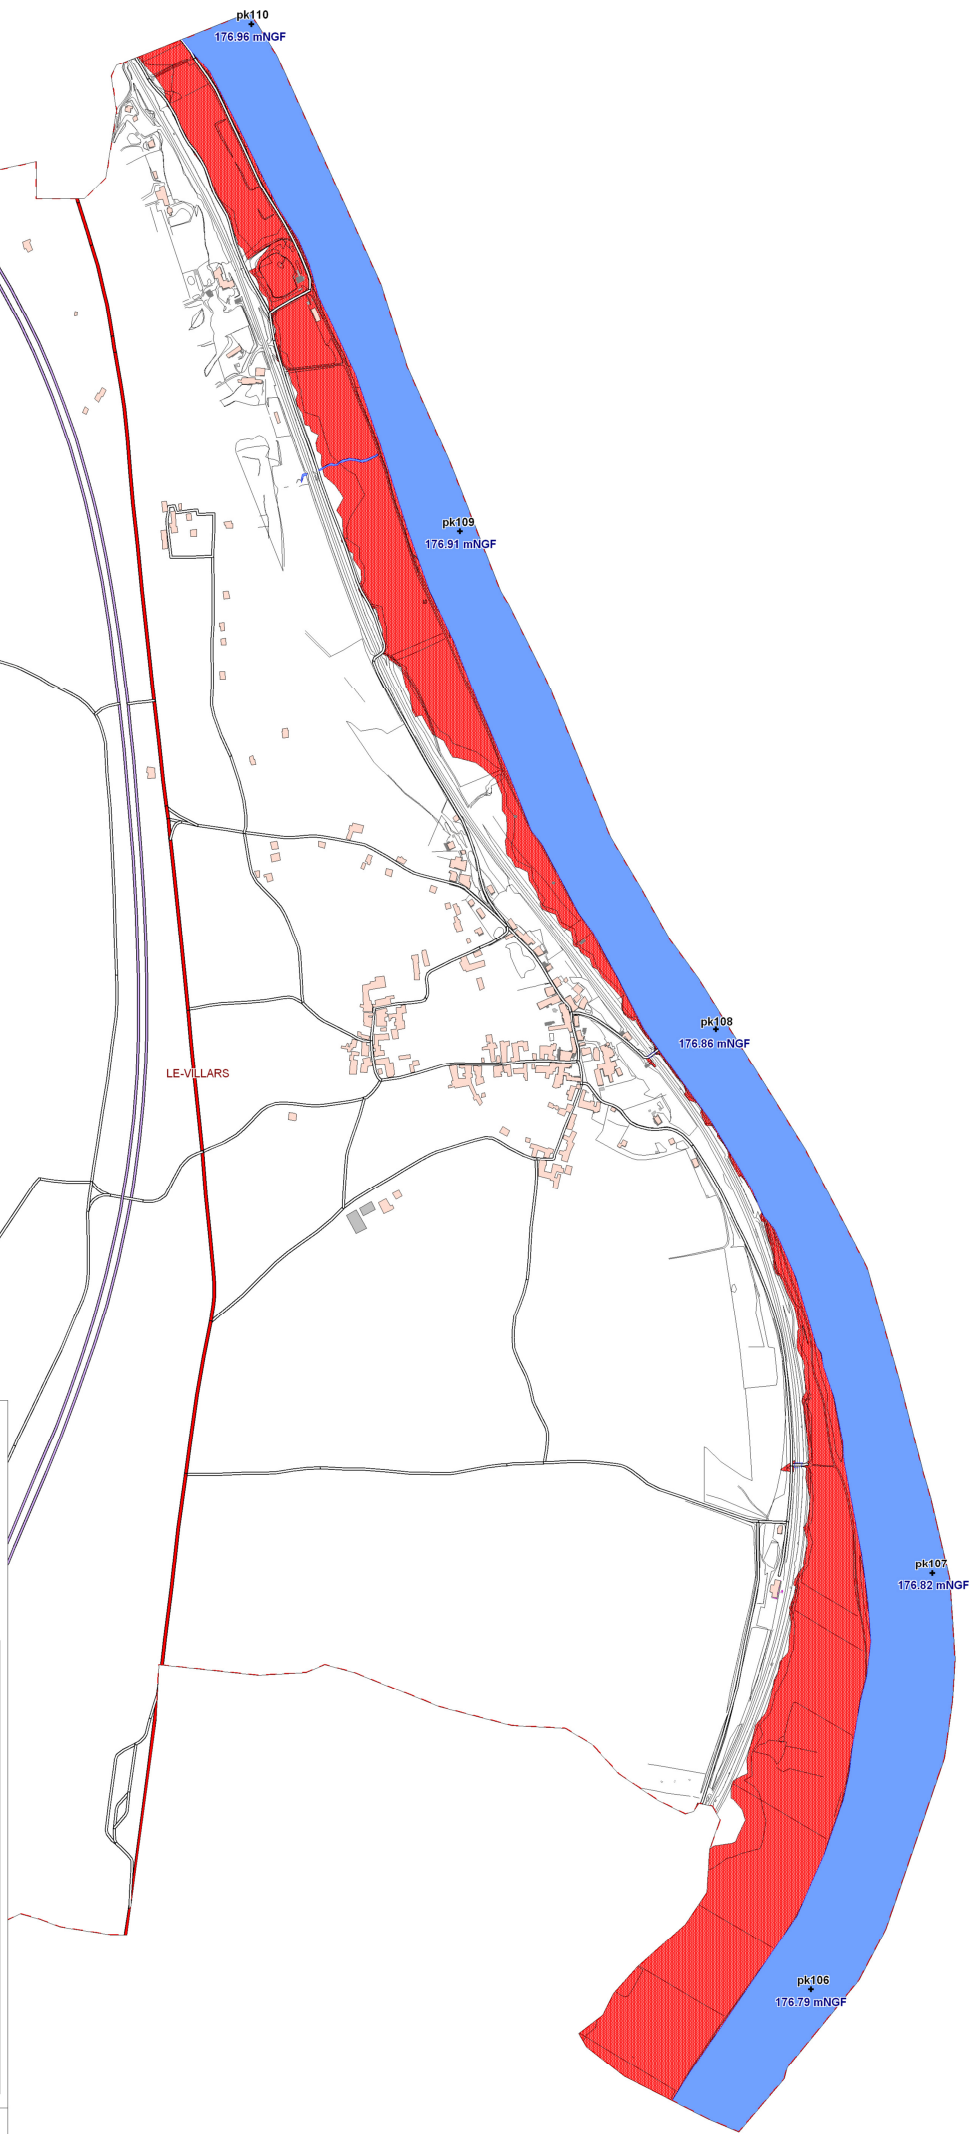 pk110
176.96 mNGF
pk109
176.91 mNGF
pk108
176.86 mNGF
LE-VILLARS
pk107
176.82 mNGF
pk106
176.79 mNGF